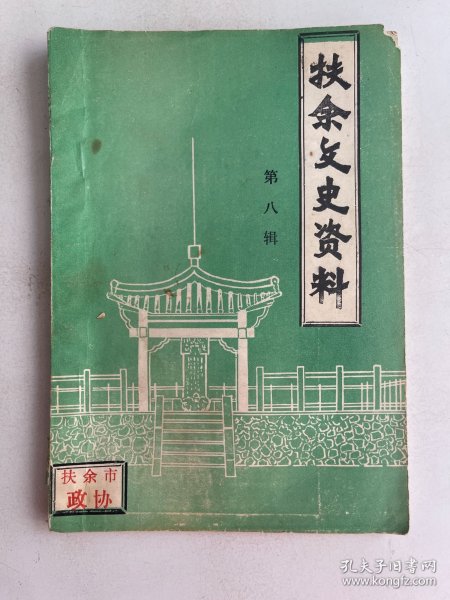 扶余文史资料
第八辑
扶余市
政协
孔夫子旧书网
www.kongfz.com